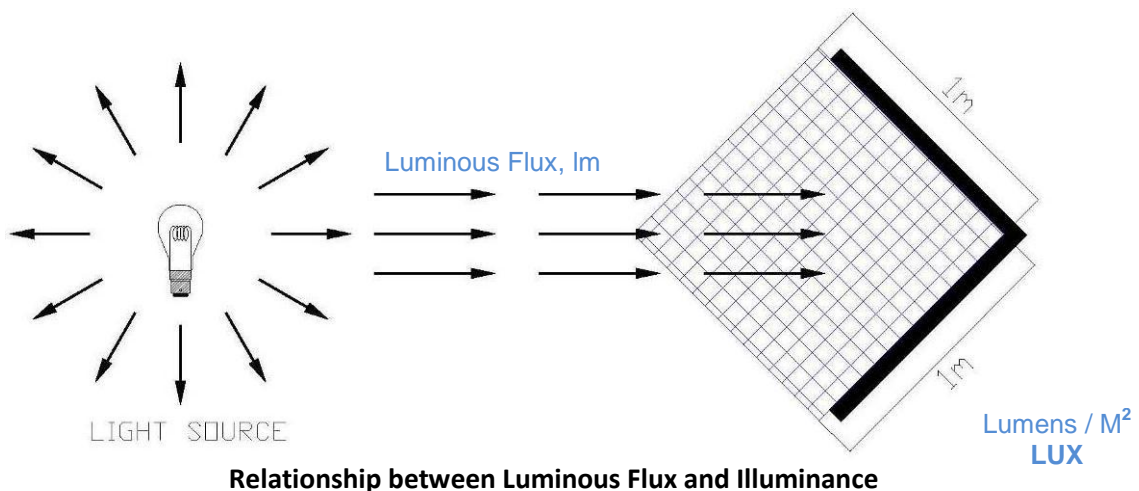 1m
Luminous Flux, lm
1m
LIGHT SOURCE
Lumens / M²
LUX
Relationship between Luminous Flux and Illuminance